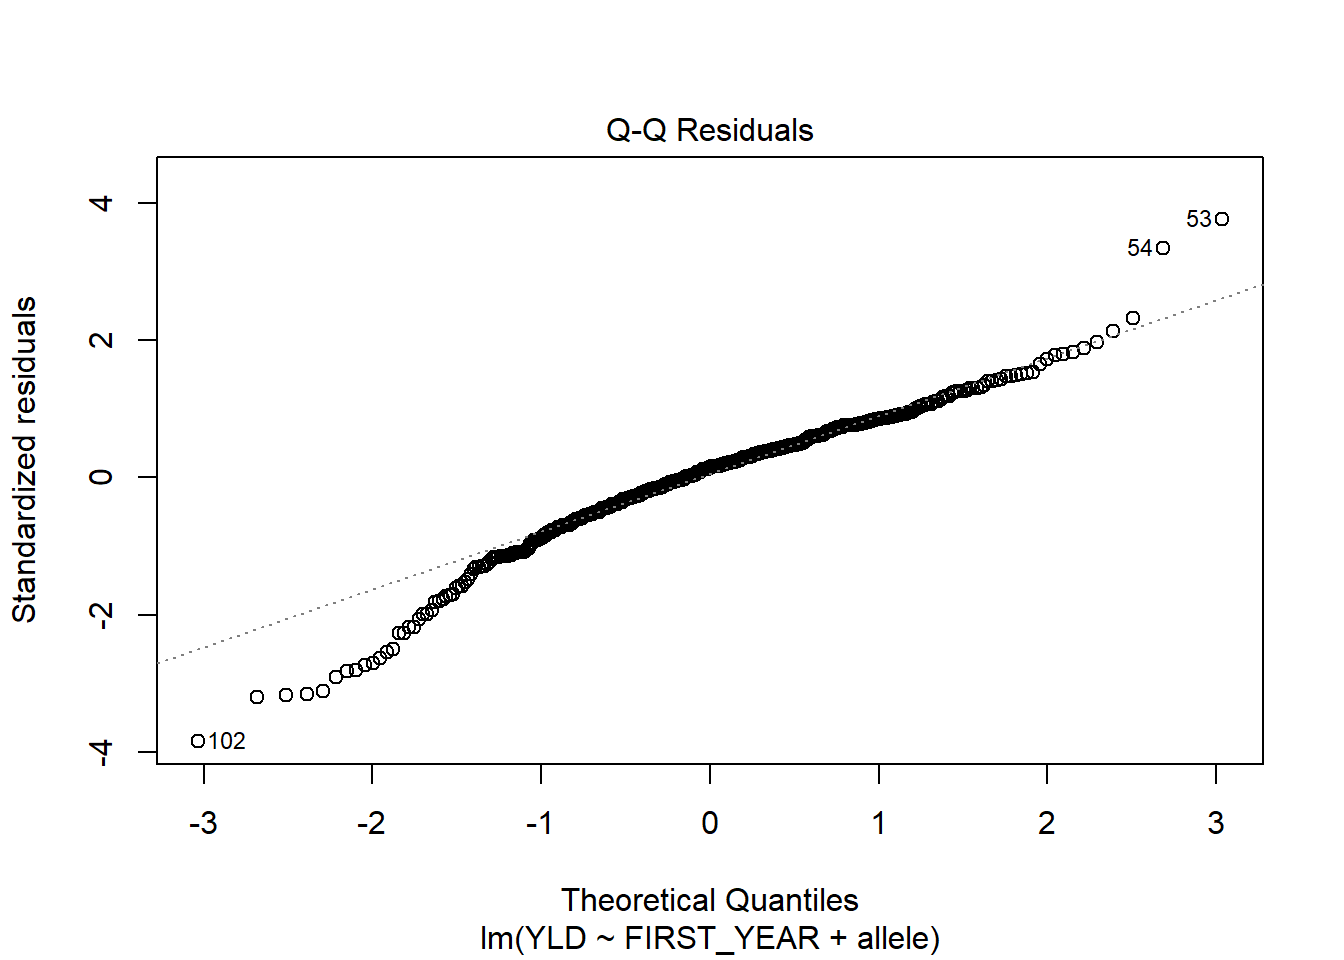 Q-Q Residuals
Standardized residuals
4
2
0
-2
-4
53
54
102
-3 -2 -1 0 1 2 3
Theoretical Quantiles
lm(YLD ~ FIRST_YEAR + allele)